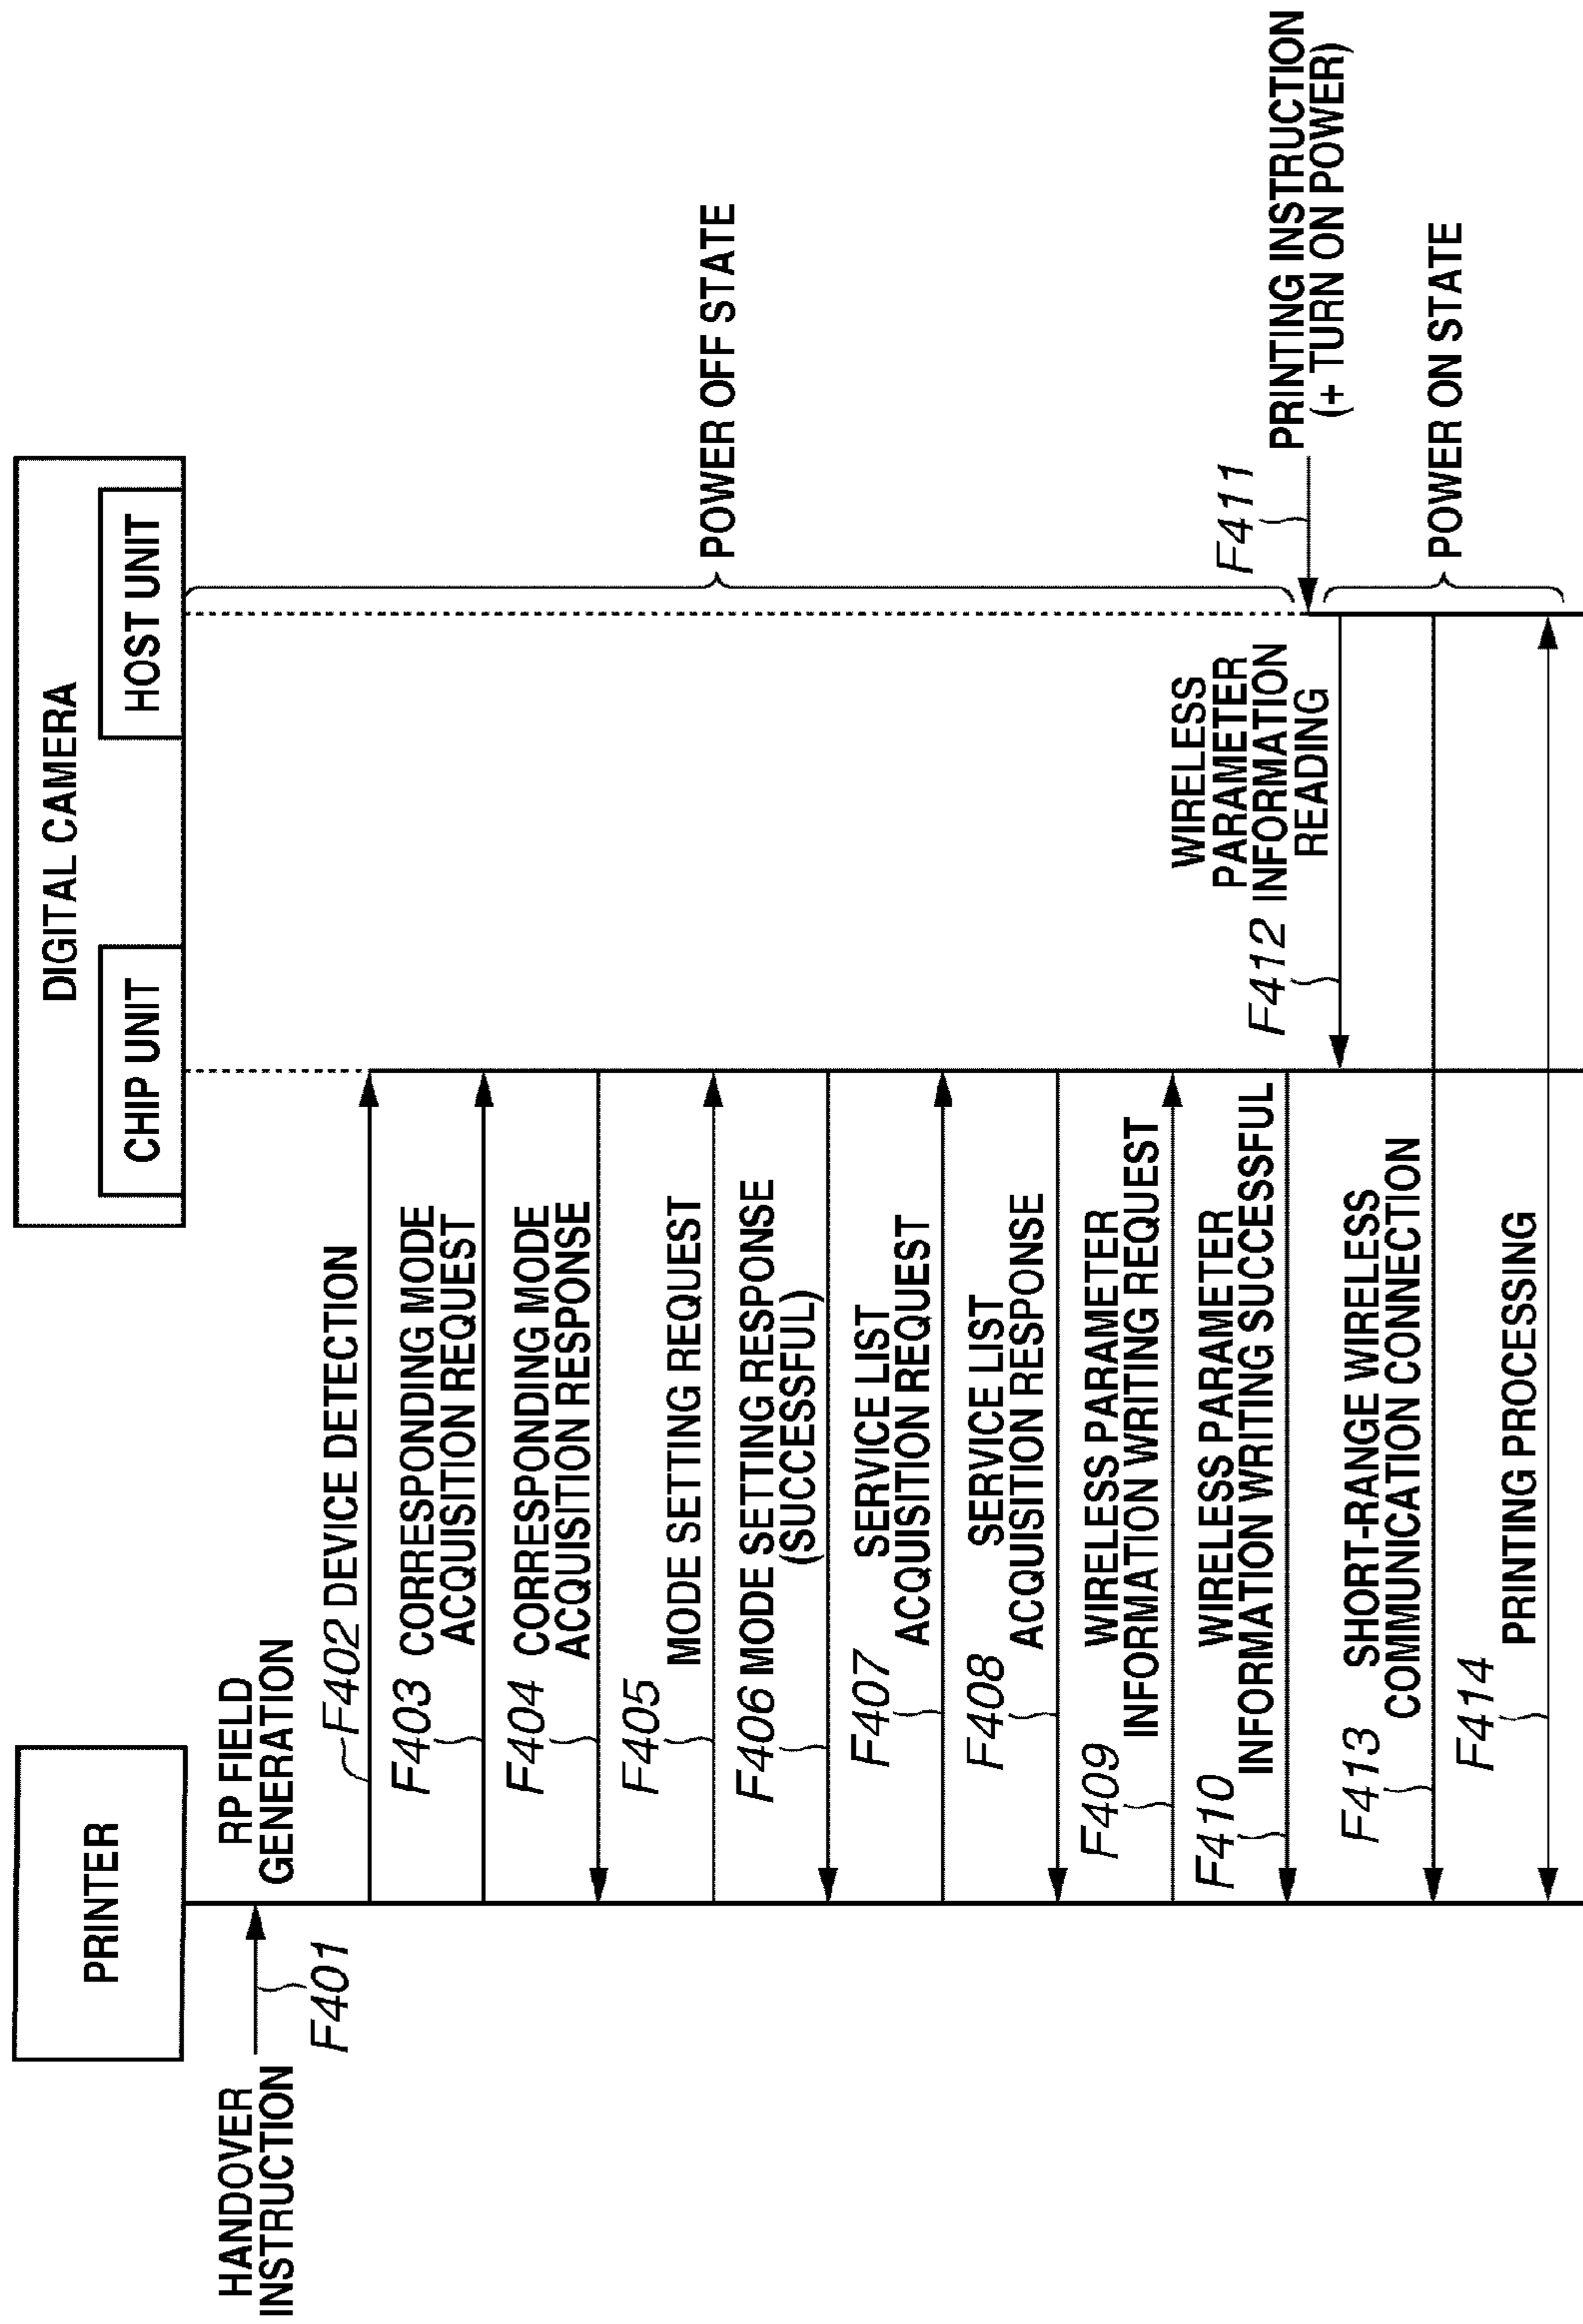 PRINTER
DIGITAL CAMERA
CHIP UNIT
HOST UNIT
HANDOVER
INSTRUCTION
F401
RP FIELD
GENERATION
F402 DEVICE DETECTION
F403 CORRESPONDING MODE
ACQUISITION REQUEST
F404 CORRESPONDING MODE
ACQUISITION RESPONSE
F405 MODE SETTING REQUEST
F406 MODE SETTING RESPONSE
(SUCCESSFUL)
F407 SERVICE LIST
ACQUISITION REQUEST
F408 SERVICE LIST
ACQUISITION RESPONSE
F409 WIRELESS PARAMETER
INFORMATION WRITING REQUEST
F410 WIRELESS PARAMETER
INFORMATION WRITING SUCCESSFUL
POWER OFF STATE
F411
PRINTING INSTRUCTION
(+ TURN ON POWER)
WIRELESS
PARAMETER
F412 INFORMATION
READING
POWER ON STATE
F413 SHORT-RANGE WIRELESS
COMMUNICATION CONNECTION
F414 PRINTING PROCESSING